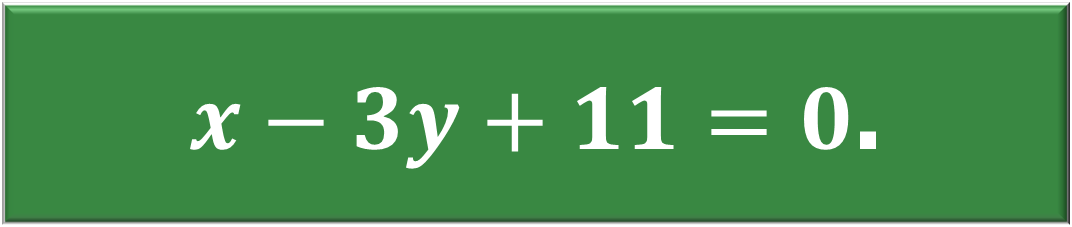 x − 3y + 11 = 0.